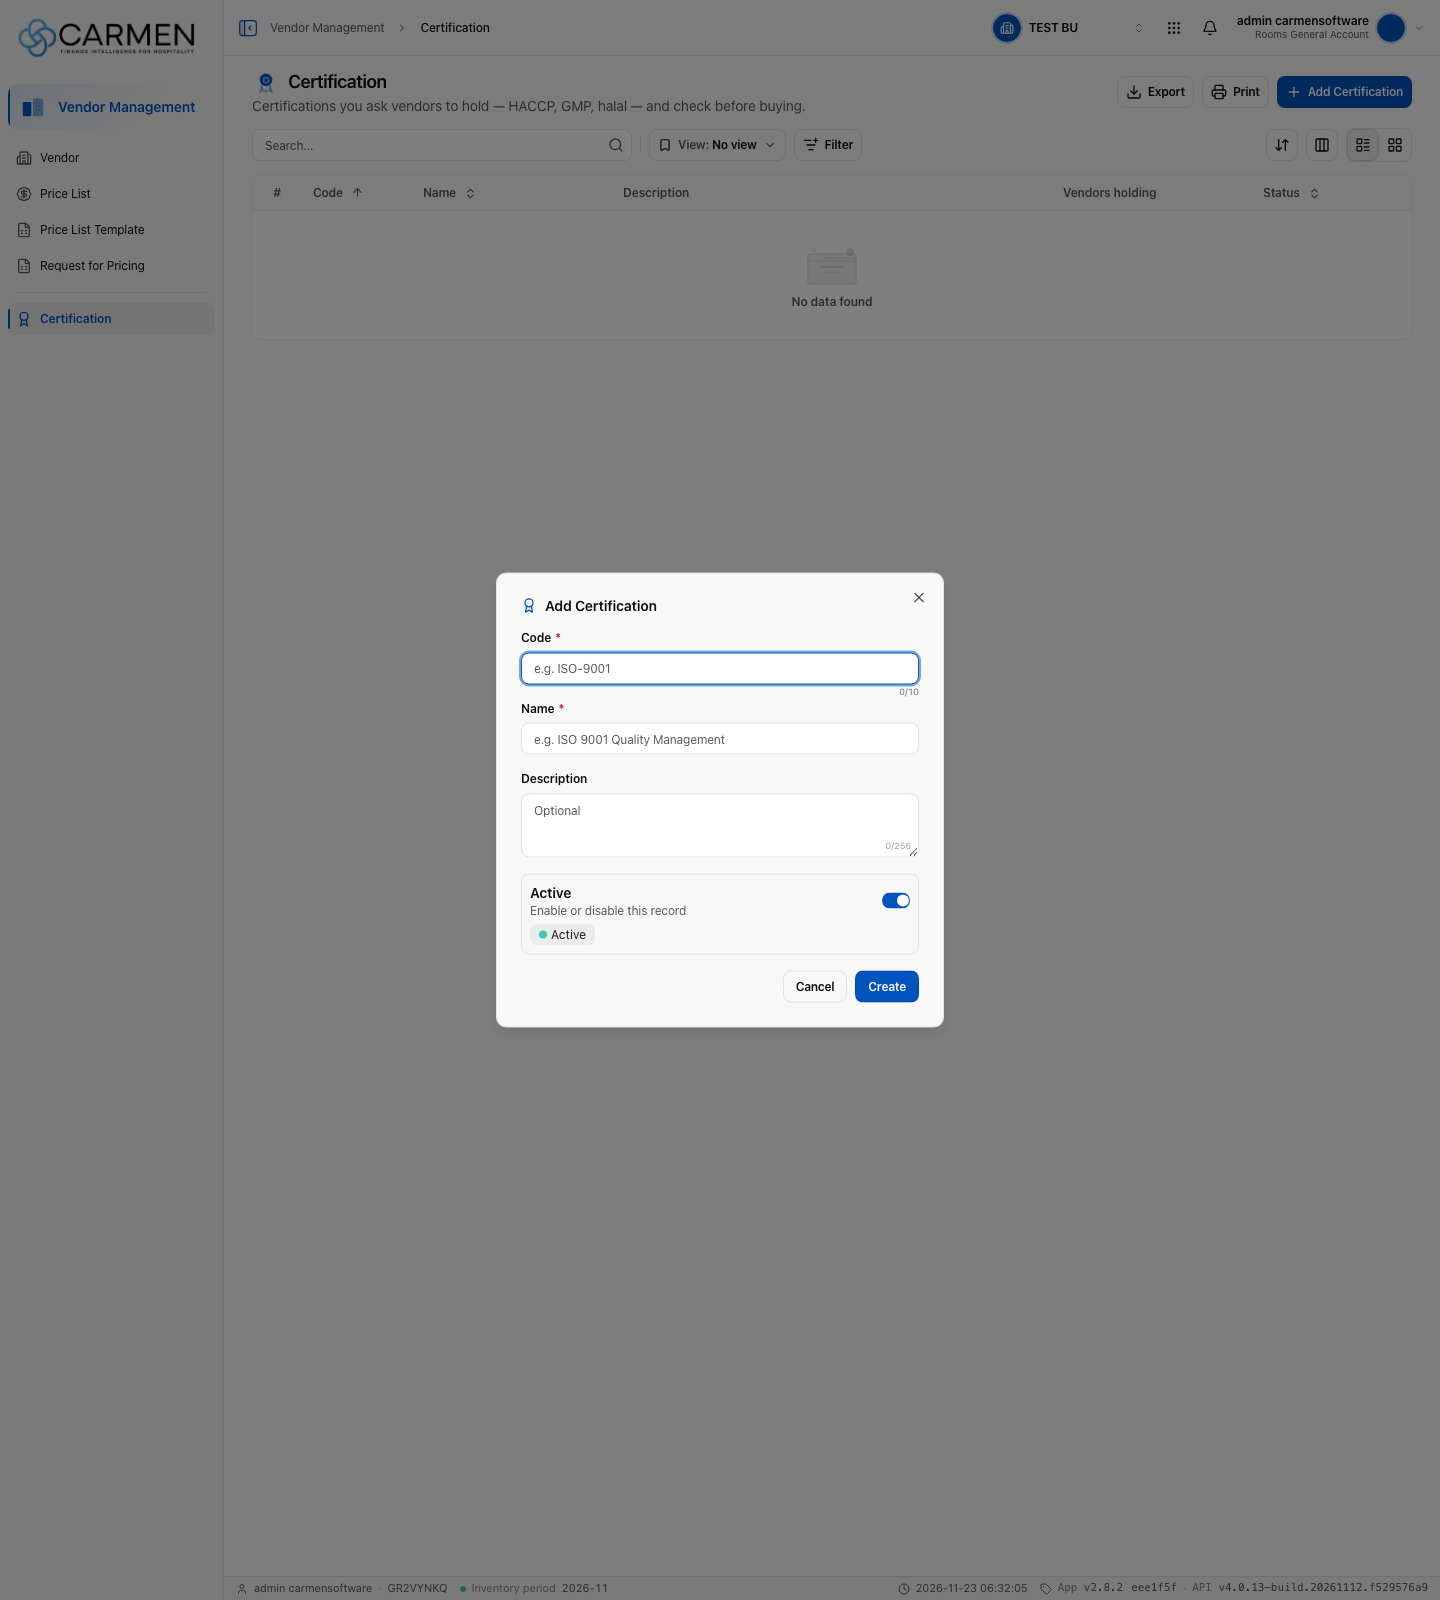 CARMEN
FINANCE INTELLIGENCE FOR HOSPITALITY
Vendor Management
Vendor
Price List
Price List Template
Request for Pricing
Certification
Vendor Management > Certification
TEST BU
admin carmensoftware
Rooms General Account
Certification
Certifications you ask vendors to hold — HACCP, GMP, halal — and check before buying.
Export
Print
Add Certification
Search...
View: No view
Filter
# Code Name Description Vendors holding Status
No data found
Add Certification
Code *
e.g. ISO-9001
0/10
Name *
e.g. ISO 9001 Quality Management
Description
Optional
0/256
Active
Enable or disable this record
Active
Cancel
Create
admin carmensoftware · GR2VYNKQ Inventory period 2026-11
2026-11-23 06:32:05 App v2.8.2 eee1f5f · API v4.0.13-build.20261112.f529576a9